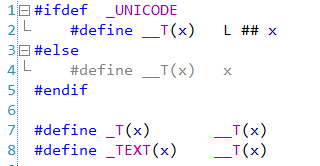 1 #ifdef _UNICODE
2 #define __T(x) L ## x
3 #else
4 #define __T(x) x
5 #endif
6
7 #define _T(x) __T(x)
8 #define _TEXT(x) __T(x)